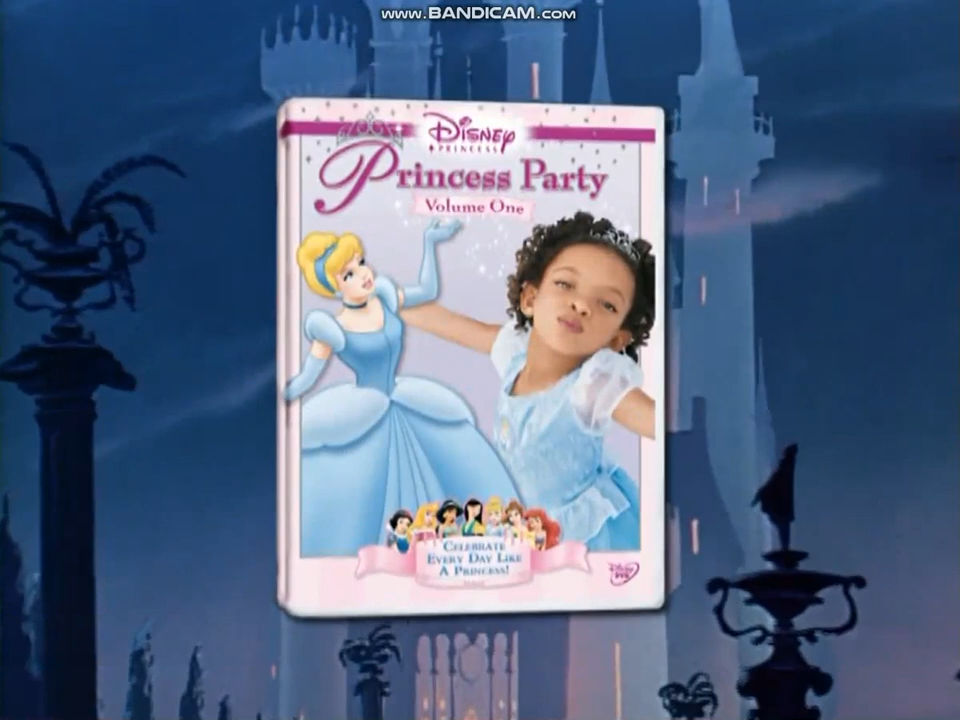 www.BANDICAM.com
Disney
PRINCESS
Princess Party
Volume One
CELEBRATE
EVERY DAY LIKE
A PRINCESS!
Disney
DVD